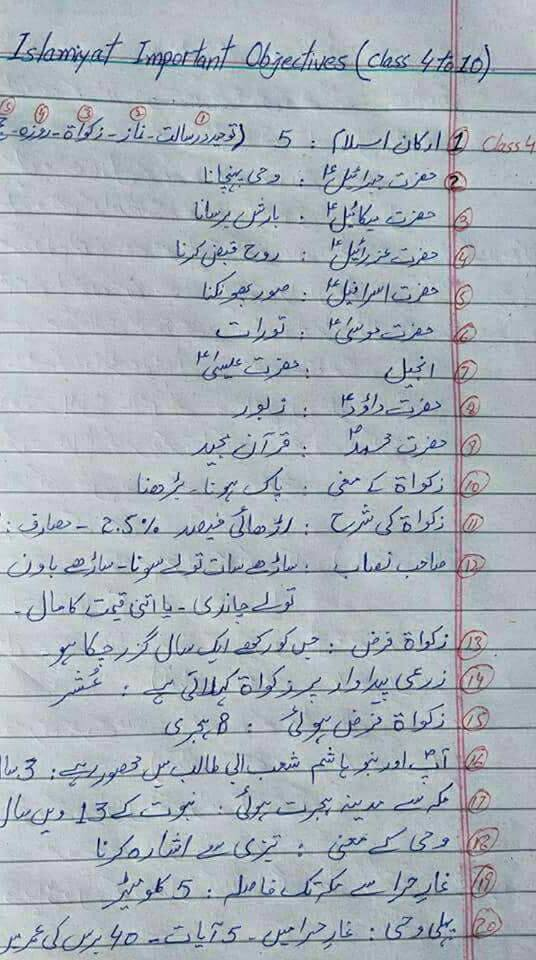 Islamiyat Important Objectives (Class 4 to 10)
Class 4
① ارکان اسلام : 5 (توحید و رسالت - نماز - زکواة - روزہ -
② حضرت جبرائیلؑ : وحی پہنچانا
③ حضرت میکائیلؑ : بارش برسانا
④ حضرت عزرائیلؑ : روح قبض کرنا
⑤ حضرت اسرافیلؑ : صور پھونکنا
⑥ حضرت موسیٰؑ : تورات
⑦ انجیل : حضرت عیسیٰؑ
⑧ حضرت داؤدؑ : زبور
⑨ حضرت محمدؐ : قرآن مجید
⑩ زکواة کے معنی : پاک ہونا - بڑھنا
⑪ زکواة کی شرح : اڑھائی فیصد 2.5% - مصارف :
⑫ صاحب نصاب : ساڑھے سات تولے سونا - ساڑھے باون
تولے چاندی - یا اتنی قیمت کا مال -
⑬ زکواة فرض : جس کو رکھے ایک سال گزر چکا ہو
⑭ زرعی پیداوار پر زکواة کہلاتی ہے : عُشر
⑮ زکواة فرض ہوئی : 8 ہجری
⑯ آپؐ اور بنو ہاشم شعب ابی طالب میں محصور رہے : 3
⑰ مکہ سے مدینہ ہجرت ہوئی : نبوت کے 13 ویں سال
⑱ وحی کے معنی : تیزی سے اشارہ کرنا
⑲ غار حرا سے مکہ تک فاصلہ : 5 کلومیٹر
⑳ پہلی وحی : غار حرا میں - 5 آیات - 40 برس کی عمر میں